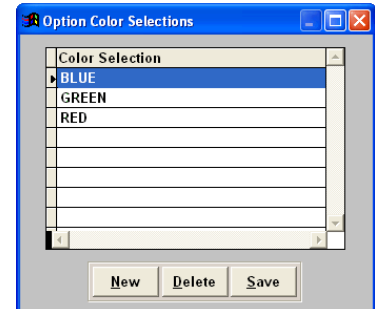 Option Color Selections
Color Selection
BLUE
GREEN
RED
New Delete Save